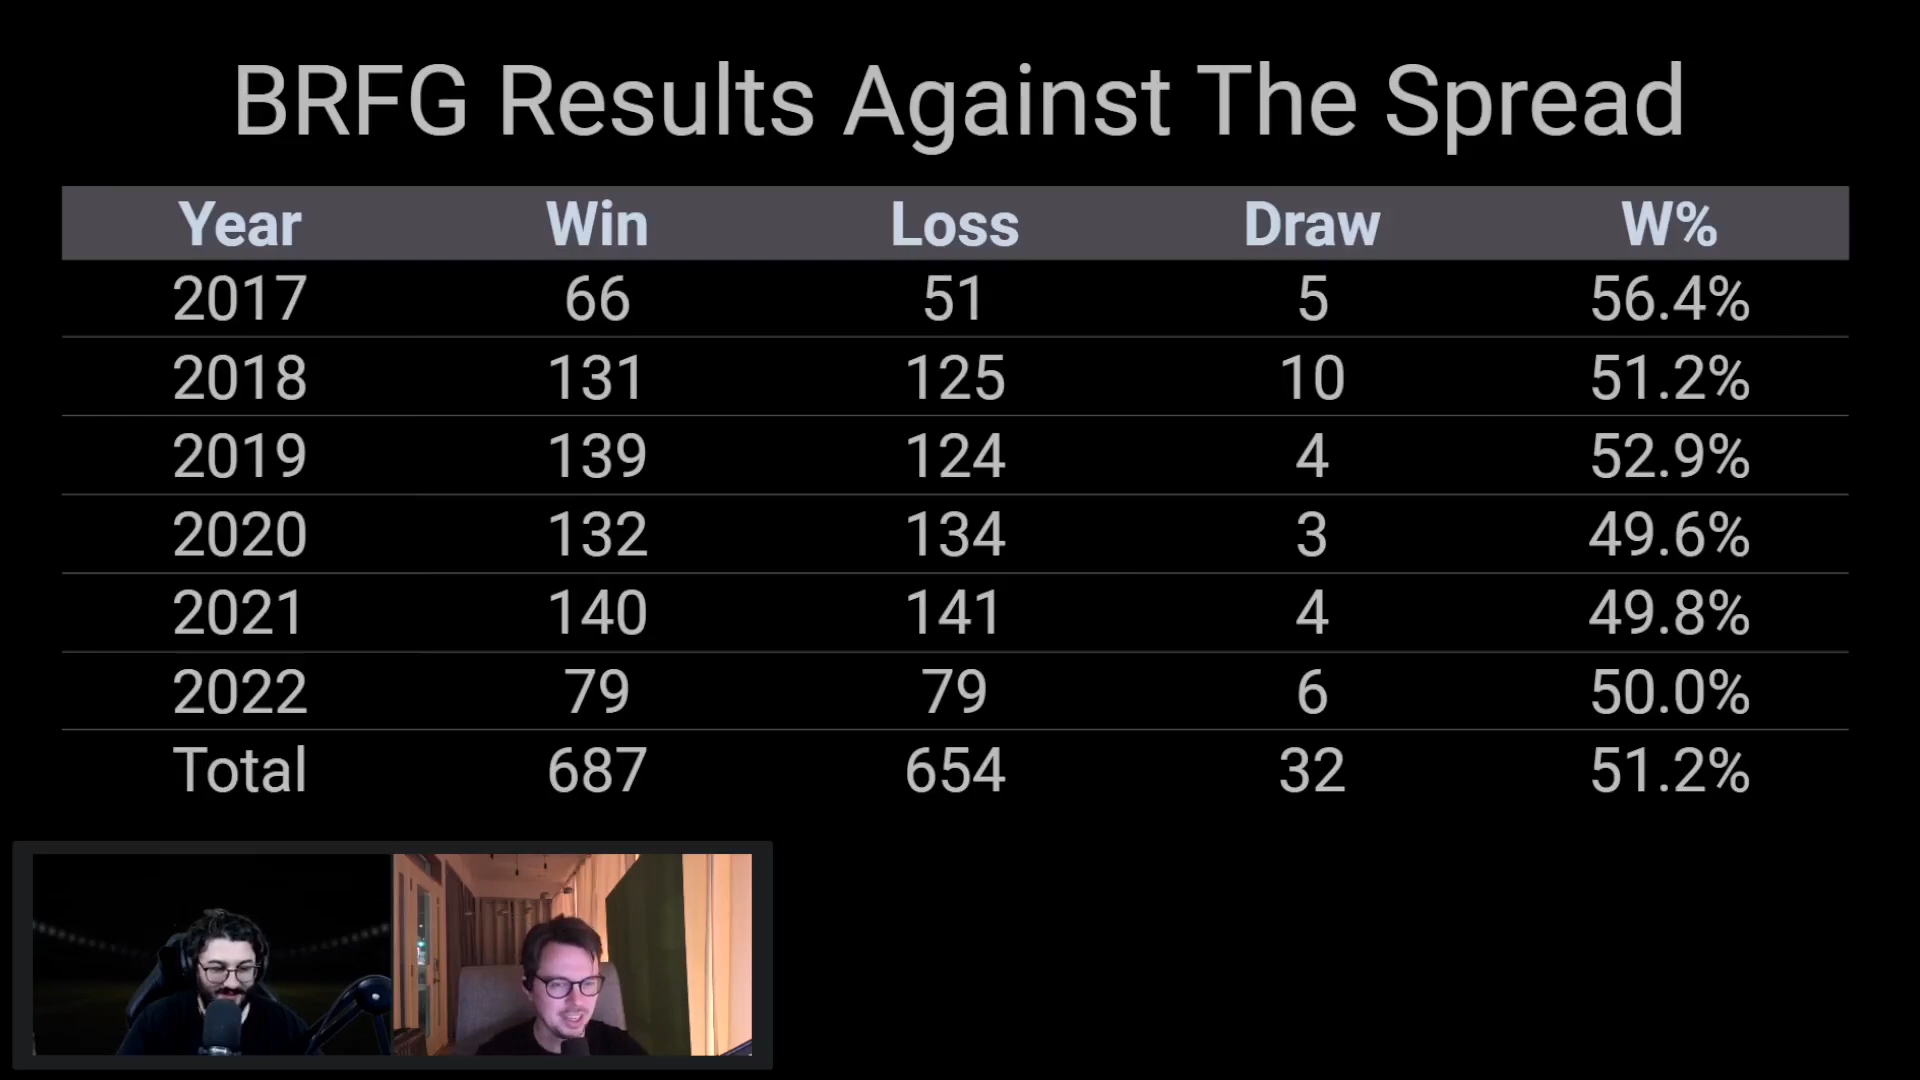 BRFG Results Against The Spread
Year Win Loss Draw W%
2017 66 51 5 56.4%
2018 131 125 10 51.2%
2019 139 124 4 52.9%
2020 132 134 3 49.6%
2021 140 141 4 49.8%
2022 79 79 6 50.0%
Total 687 654 32 51.2%